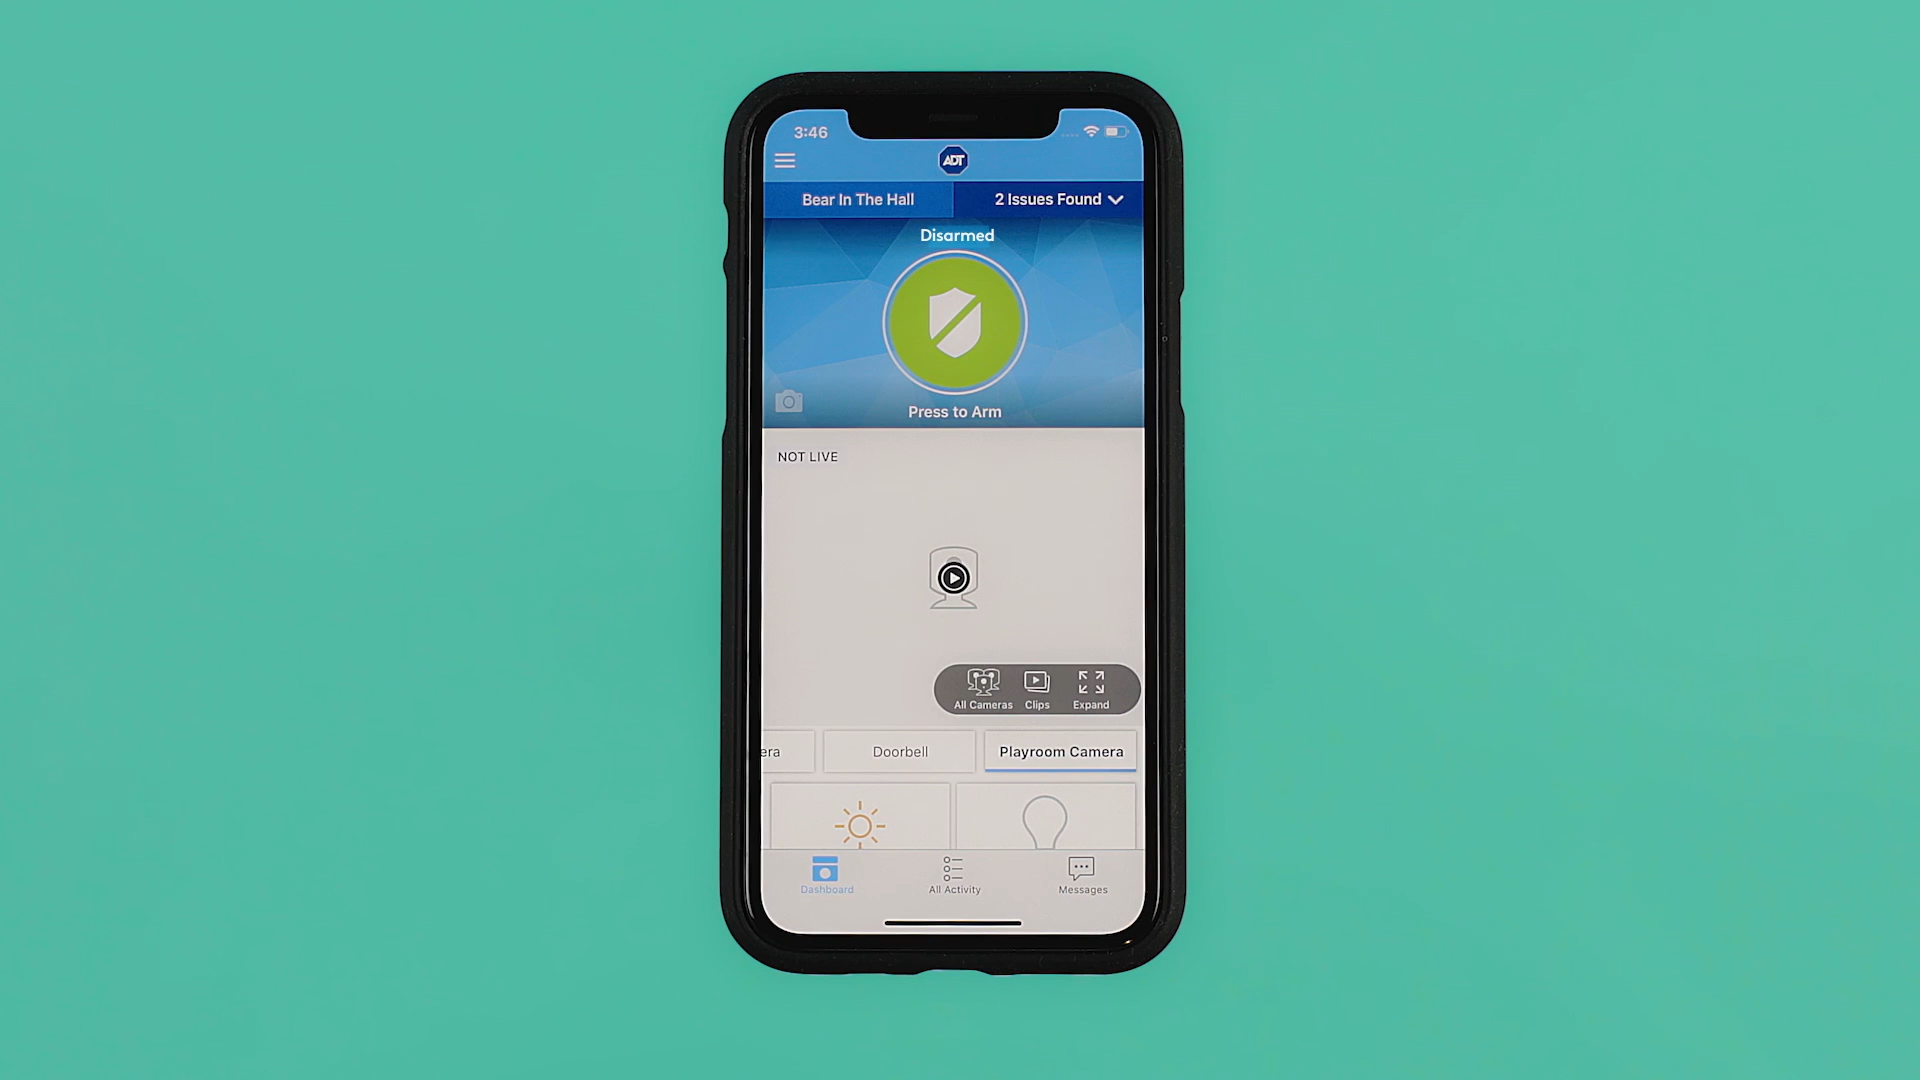 3:46
ADT
Bear In The Hall
2 Issues Found
Disarmed
Press to Arm
NOT LIVE
All Cameras
Clips
Expand
era
Doorbell
Playroom Camera
Dashboard
All Activity
Messages